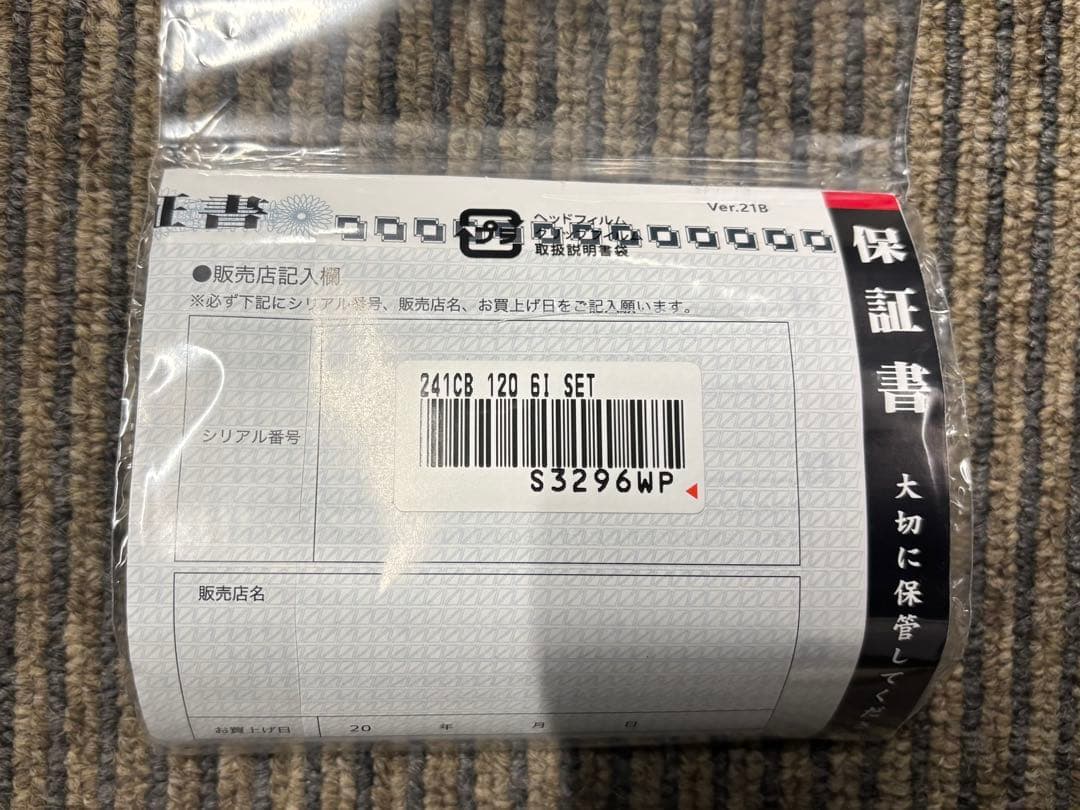 証書
Ver.21B
プラ
ヘッドフィルム
取扱説明書袋
●販売店記入欄
※必ず下記にシリアル番号、販売店名、お買上げ日をご記入願います。
シリアル番号
241CB 120 6I SET
S3296WP
販売店名
お買上げ日
20 年 月 日
保証書
大切に保管してくだ